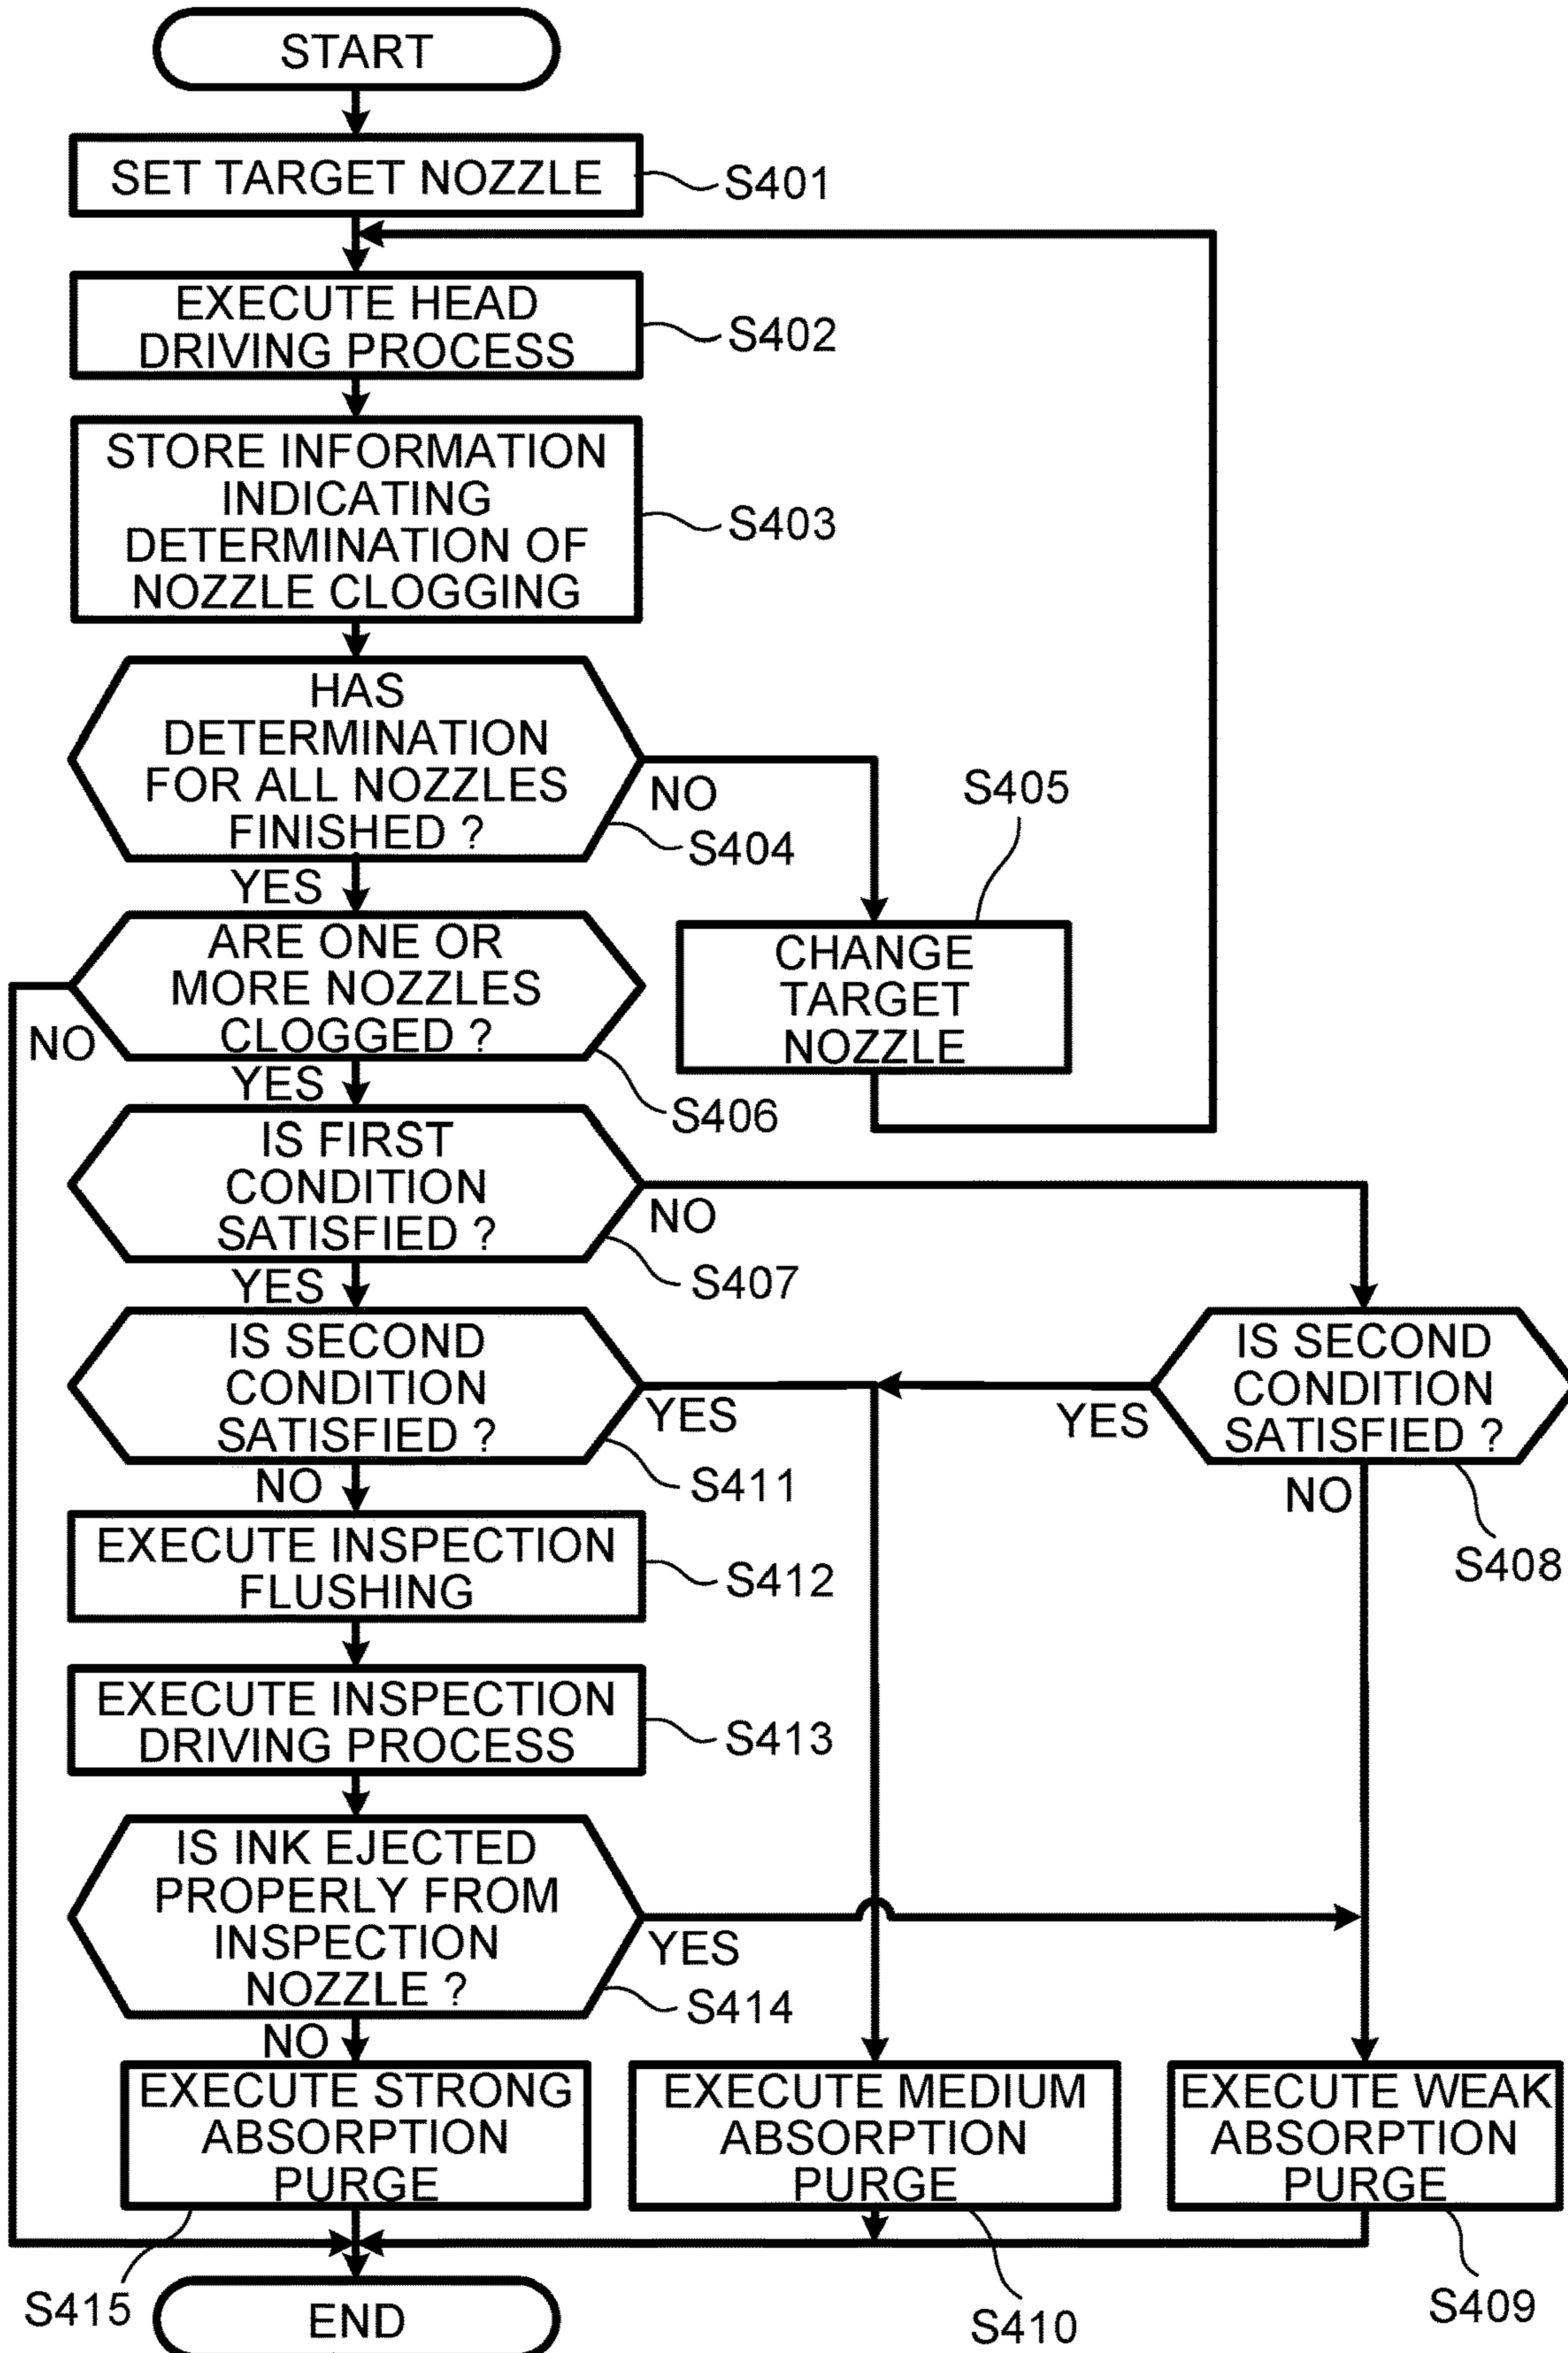 START
SET TARGET NOZZLE
S401
EXECUTE HEAD
DRIVING PROCESS
S402
STORE INFORMATION
INDICATING
DETERMINATION OF
NOZZLE CLOGGING
S403
HAS
DETERMINATION
FOR ALL NOZZLES
FINISHED ?
NO
S404
YES
S405
CHANGE
TARGET
NOZZLE
ARE ONE OR
MORE NOZZLES
CLOGGED ?
NO
YES
S406
IS FIRST
CONDITION
SATISFIED ?
NO
S407
YES
IS SECOND
CONDITION
SATISFIED ?
YES
S411
NO
IS SECOND
CONDITION
SATISFIED ?
YES
NO
S408
EXECUTE INSPECTION
FLUSHING
S412
EXECUTE INSPECTION
DRIVING PROCESS
S413
IS INK EJECTED
PROPERLY FROM
INSPECTION
NOZZLE ?
YES
S414
NO
EXECUTE STRONG
ABSORPTION
PURGE
S415
EXECUTE MEDIUM
ABSORPTION
PURGE
S410
EXECUTE WEAK
ABSORPTION
PURGE
S409
END